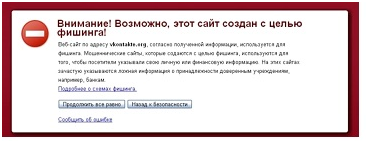 Внимание! Возможно, этот сайт создан с целью
фишинга!
Веб-сайт по адресу vkontakte.org, согласно полученной информации, используется для
фишинга. Мошеннические сайты, которые создаются с целью фишинга, используются для
того, чтобы посетители указывали свою личную или финансовую информацию. На этих сайтах
зачастую указывается ложная информация о принадлежности доверенным учреждениям,
например, банкам.
Подробнее о схемах фишинга.
Продолжить все равно Назад к безопасности
Сообщить об ошибке